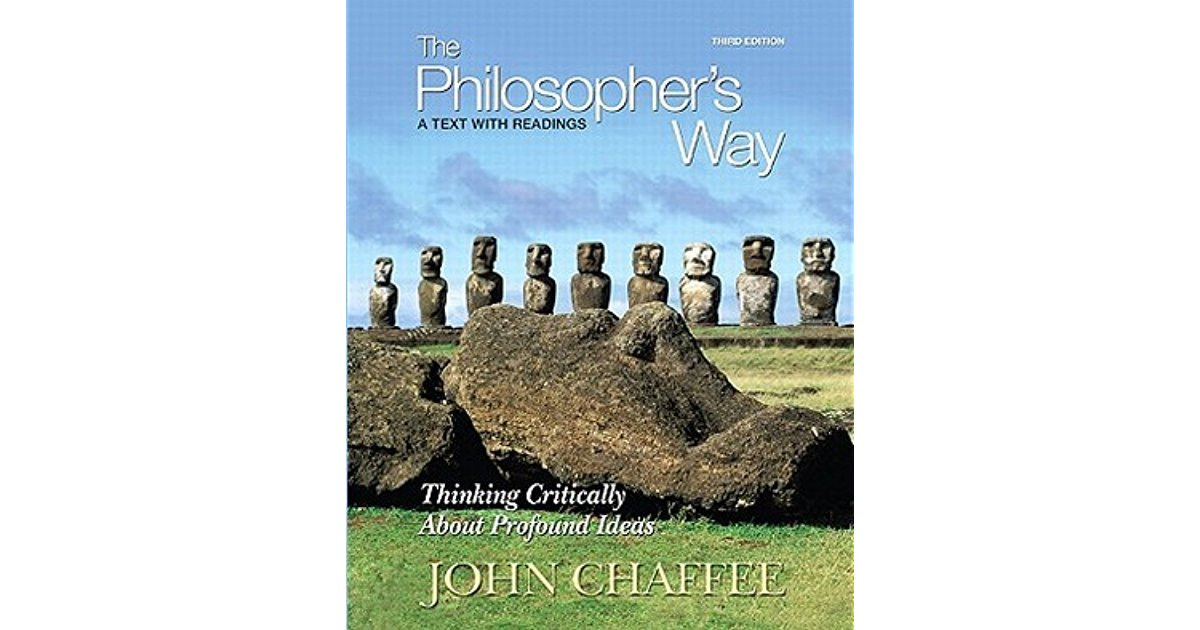 The
THIRD EDITION
Philosopher's
A TEXT WITH READINGS
Way
Thinking Critically
About Profound Ideas
JOHN CHAFFEE